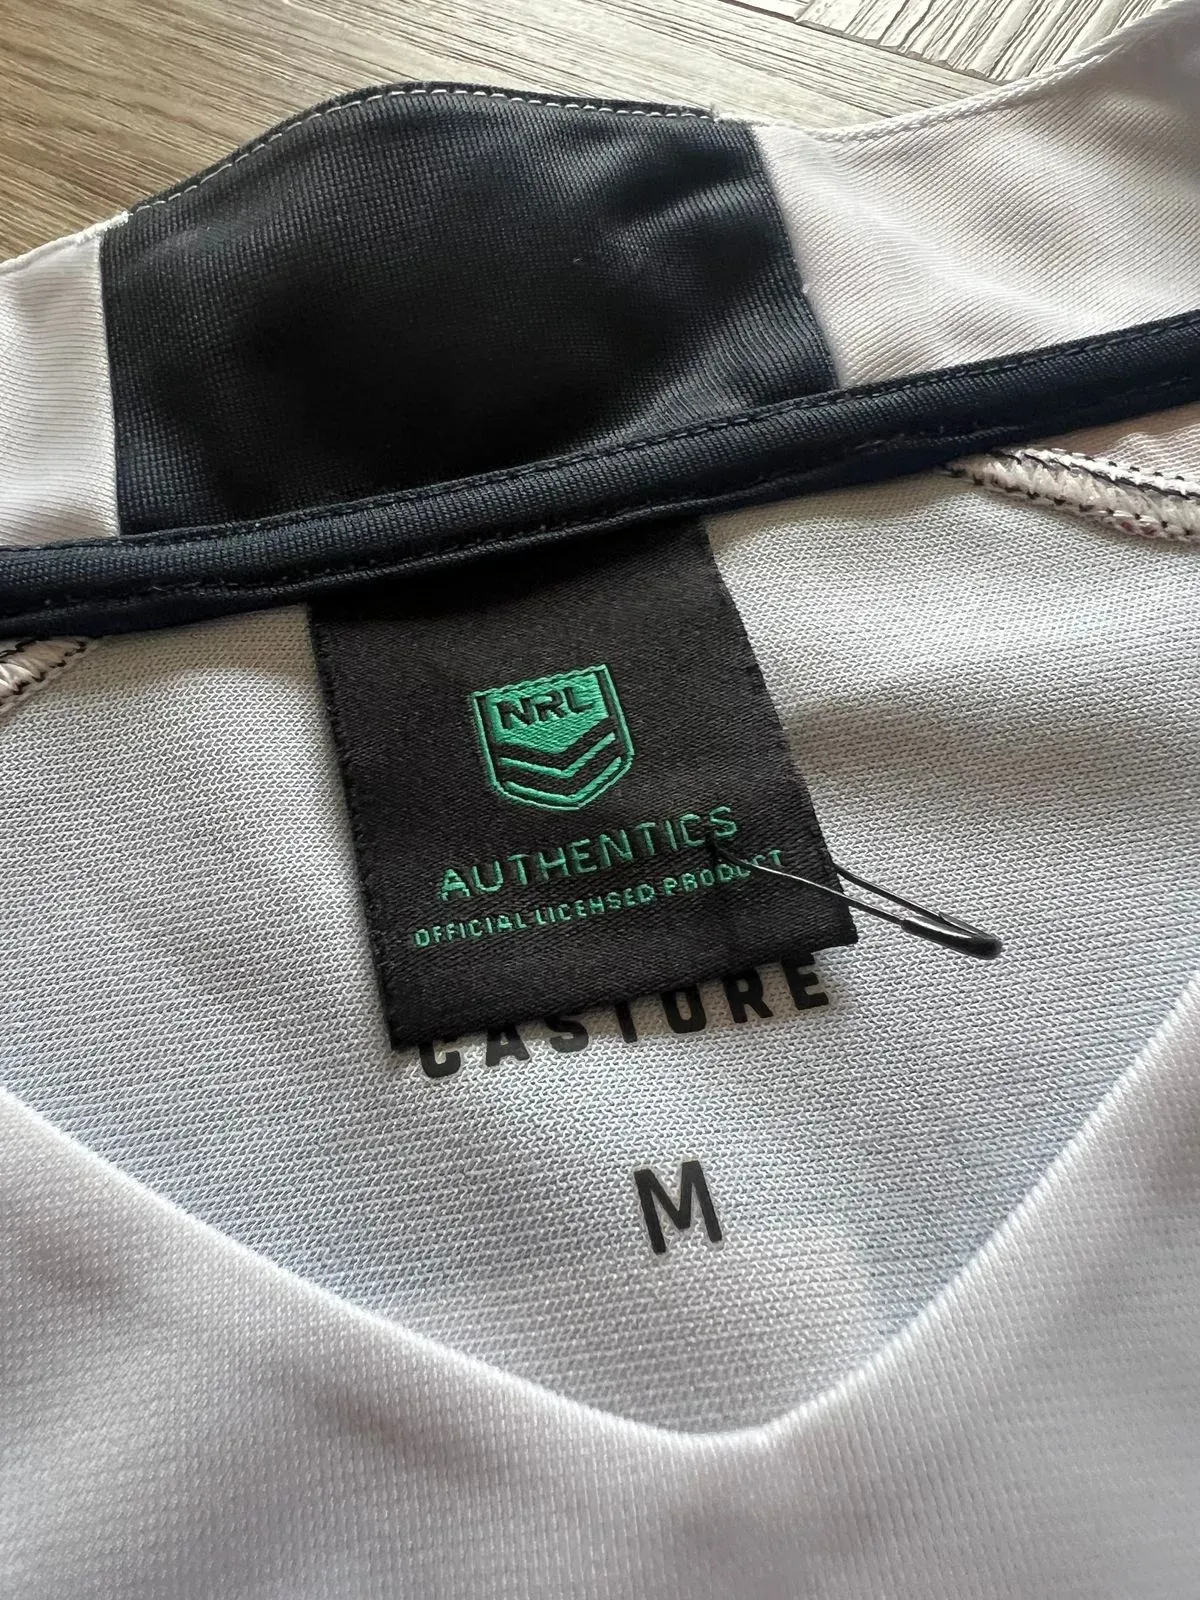 NRL
AUTHENTICS
OFFICIAL LICENSED PRODUCT
CASTORE
M